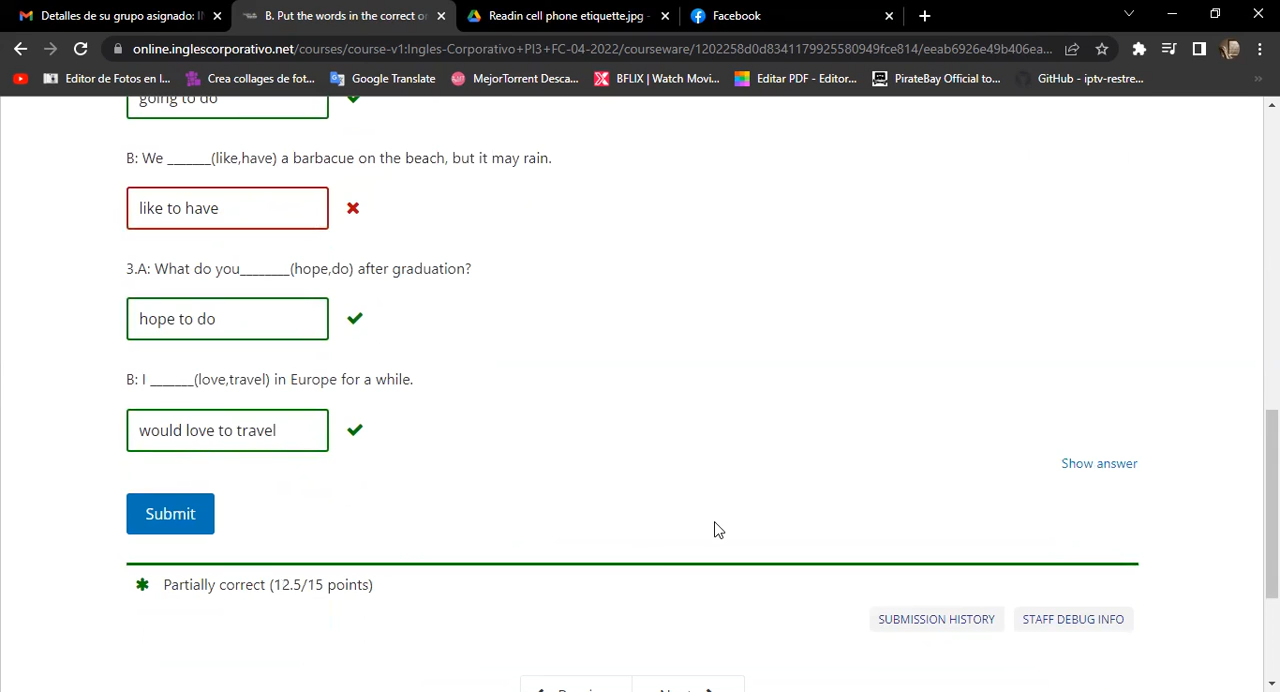 Detalles de su grupo asignado: I
B. Put the words in the correct o
Readin cell phone etiquette.jpg -
Facebook
online.inglescorporativo.net/courses/course-v1:Ingles-Corporativo+PI3+FC-04-2022/courseware/1202258d0d8341179925580949fce814/eeab6926e49b406ea...
Editor de Fotos en l...
Crea collages de fot...
Google Translate
MejorTorrent Desca...
BFLIX | Watch Movi...
Editar PDF - Editor...
PirateBay Official to...
GitHub - iptv-restre...
going to do
B: We ______(like,have) a barbacue on the beach, but it may rain.
like to have
3.A: What do you_______(hope,do) after graduation?
hope to do
B: I ______(love,travel) in Europe for a while.
would love to travel
Show answer
Submit
Partially correct (12.5/15 points)
SUBMISSION HISTORY
STAFF DEBUG INFO